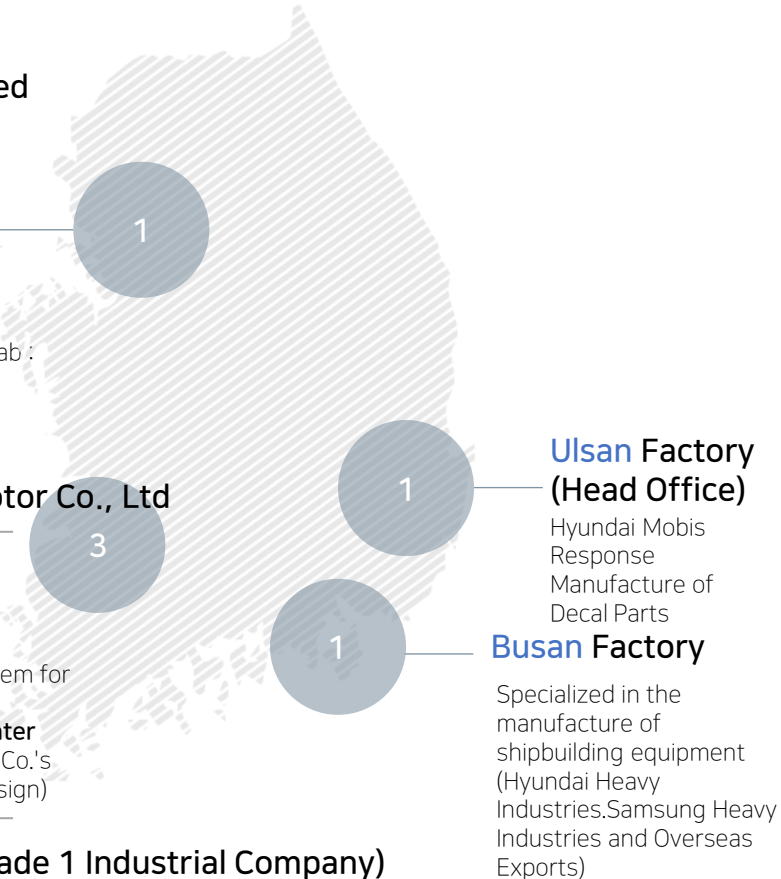 ed
1
ab :
Ulsan Factory
(Head Office)
Hyundai Mobis
Response
Manufacture of
Decal Parts
1
otor Co., Ltd
3
Busan Factory
1
Specialized in the
manufacture of
shipbuilding equipment
(Hyundai Heavy
Industries.Samsung Heavy
Industries and Overseas
Exports)
em for
nter
Co.'s
sign)
ade 1 Industrial Company)